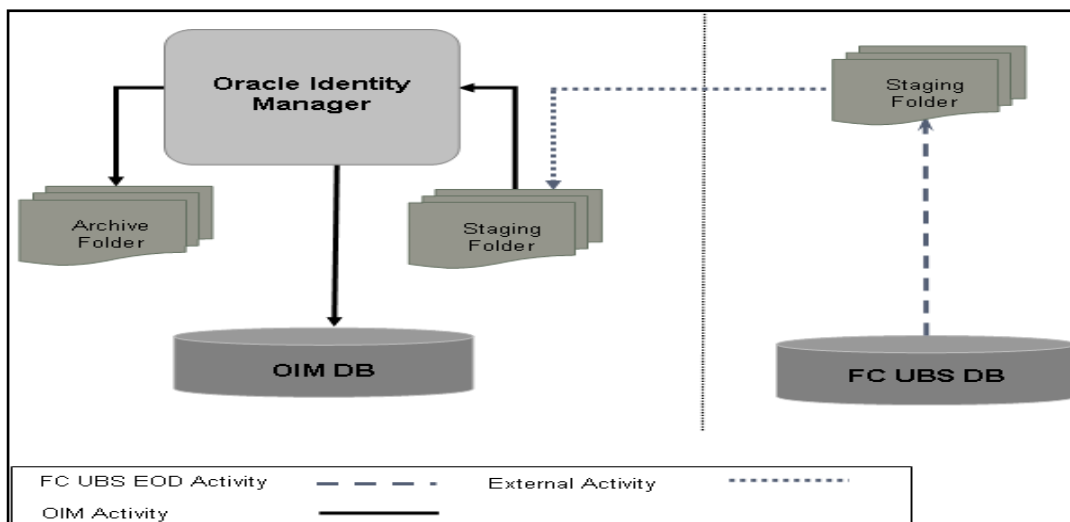 Oracle Identity
Manager
Staging
Folder
Archive
Folder
Staging
Folder
OIM DB
FC UBS DB
FC UBS EOD Activity
External Activity
OIM Activity